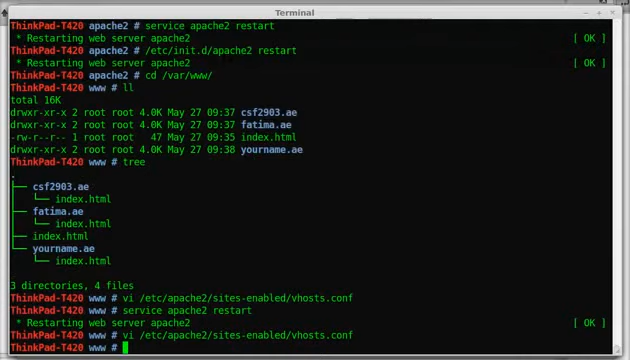 Terminal
ThinkPad-T420 apache2 # service apache2 restart
 * Restarting web server apache2 [ OK ]
ThinkPad-T420 apache2 # /etc/init.d/apache2 restart
 * Restarting web server apache2 [ OK ]
ThinkPad-T420 apache2 # cd /var/www/
ThinkPad-T420 www # ll
total 16K
drwxr-xr-x 2 root root 4.0K May 27 09:37 csf2903.ae
drwxr-xr-x 2 root root 4.0K May 27 09:37 fatima.ae
-rw-r--r-- 1 root root   47 May 27 09:35 index.html
drwxr-xr-x 2 root root 4.0K May 27 09:38 yourname.ae
ThinkPad-T420 www # tree
.
├── csf2903.ae
│   └── index.html
├── fatima.ae
│   └── index.html
├── index.html
└── yourname.ae
    └── index.html
3 directories, 4 files
ThinkPad-T420 www # vi /etc/apache2/sites-enabled/vhosts.conf
ThinkPad-T420 www # service apache2 restart
 * Restarting web server apache2 [ OK ]
ThinkPad-T420 www # vi /etc/apache2/sites-enabled/vhosts.conf
ThinkPad-T420 www #